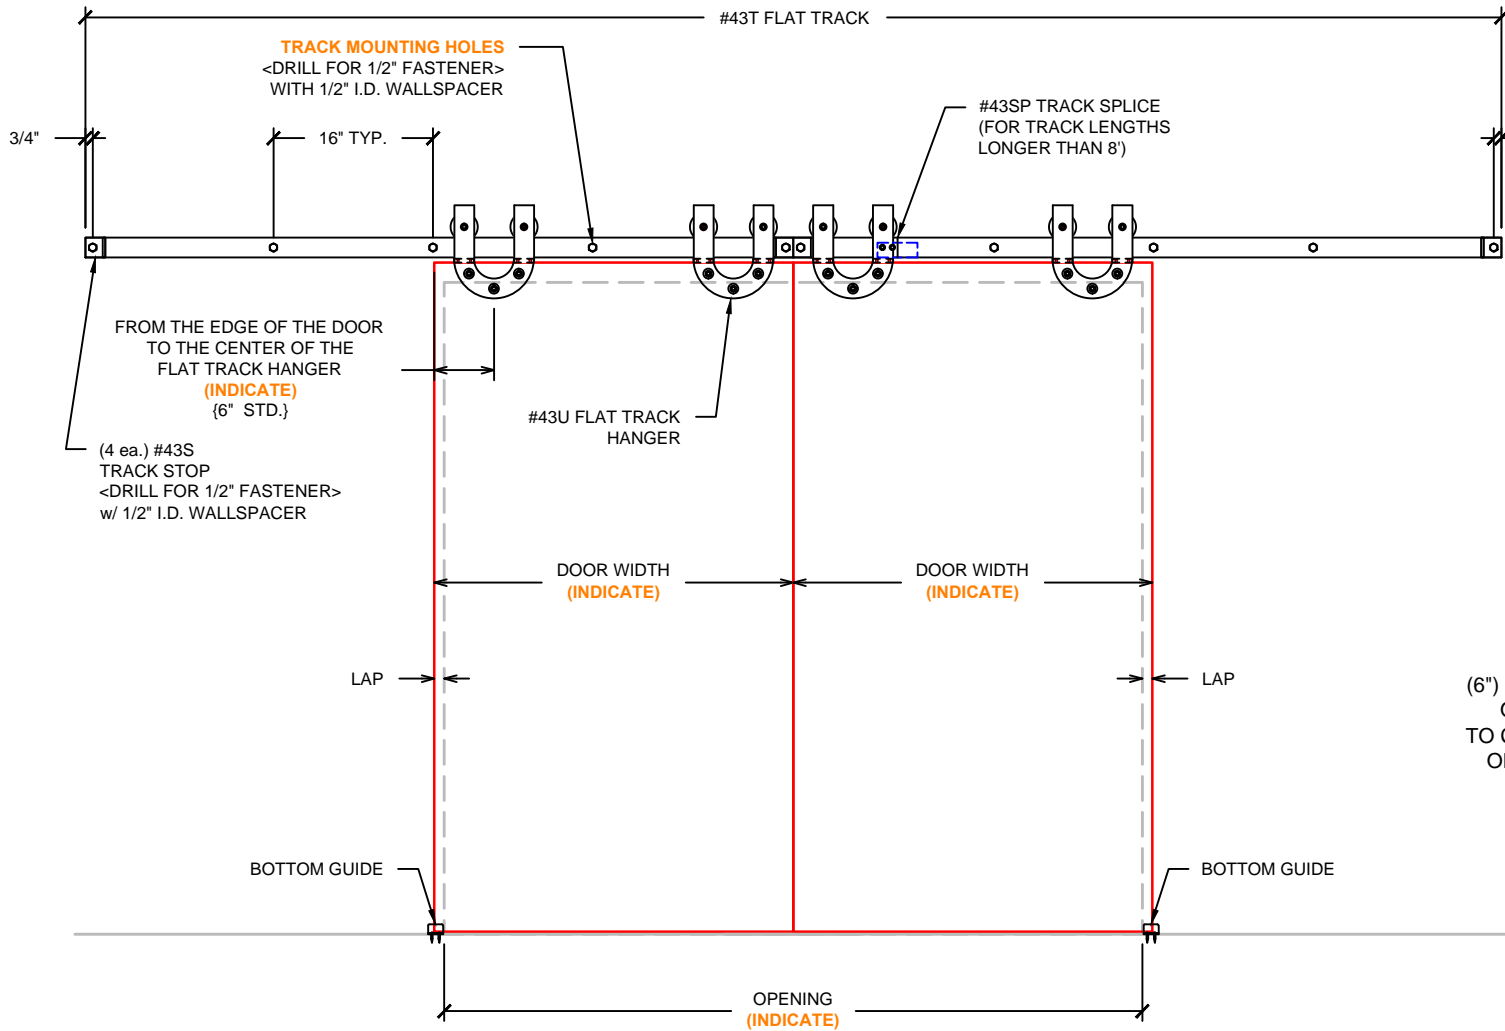 #43T FLAT TRACK
TRACK MOUNTING HOLES
<DRILL FOR 1/2" FASTENER>
WITH 1/2" I.D. WALLSPACER
#43SP TRACK SPLICE
(FOR TRACK LENGTHS
LONGER THAN 8')
3/4"
16" TYP.
FROM THE EDGE OF THE DOOR
TO THE CENTER OF THE
FLAT TRACK HANGER
(INDICATE)
{6" STD.}
#43U FLAT TRACK
HANGER
(4 ea.) #43S
TRACK STOP
<DRILL FOR 1/2" FASTENER>
w/ 1/2" I.D. WALLSPACER
DOOR WIDTH
(INDICATE)
DOOR WIDTH
(INDICATE)
LAP
LAP
(6")
TO
BOTTOM GUIDE
BOTTOM GUIDE
OPENING
(INDICATE)